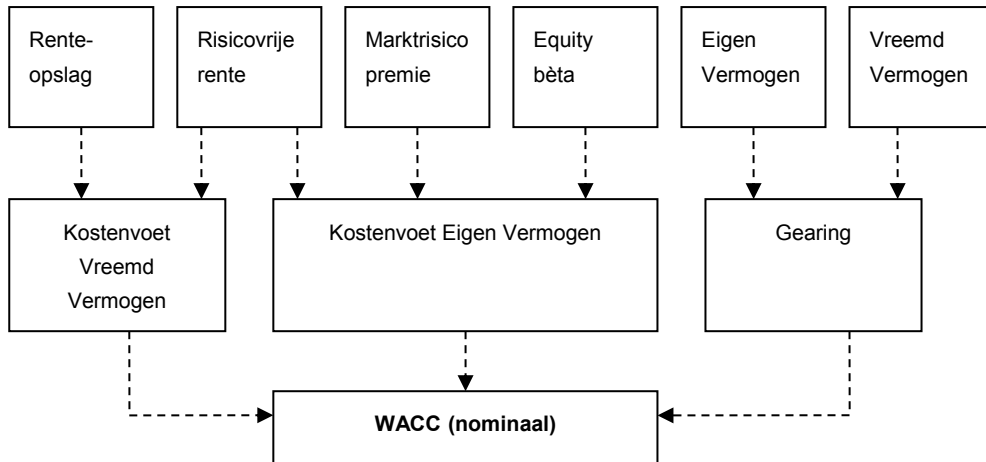 Rente-
opslag
Risicovrije
rente
Marktrisico
premie
Equity
bèta
Eigen
Vermogen
Vreemd
Vermogen
Kostenvoet
Vreemd
Vermogen
Kostenvoet Eigen Vermogen
Gearing
WACC (nominaal)